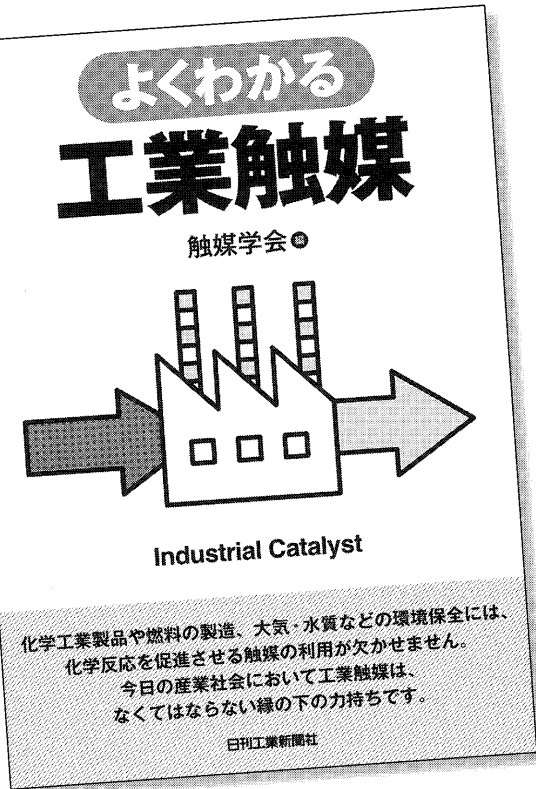 よくわかる
工業触媒
触媒学会編
Industrial Catalyst
化学工業製品や燃料の製造、大気・水質などの環境保全には、
化学反応を促進させる触媒の利用が欠かせません。
今日の産業社会において工業触媒は、
なくてはならない縁の下の力持ちです。
日刊工業新聞社